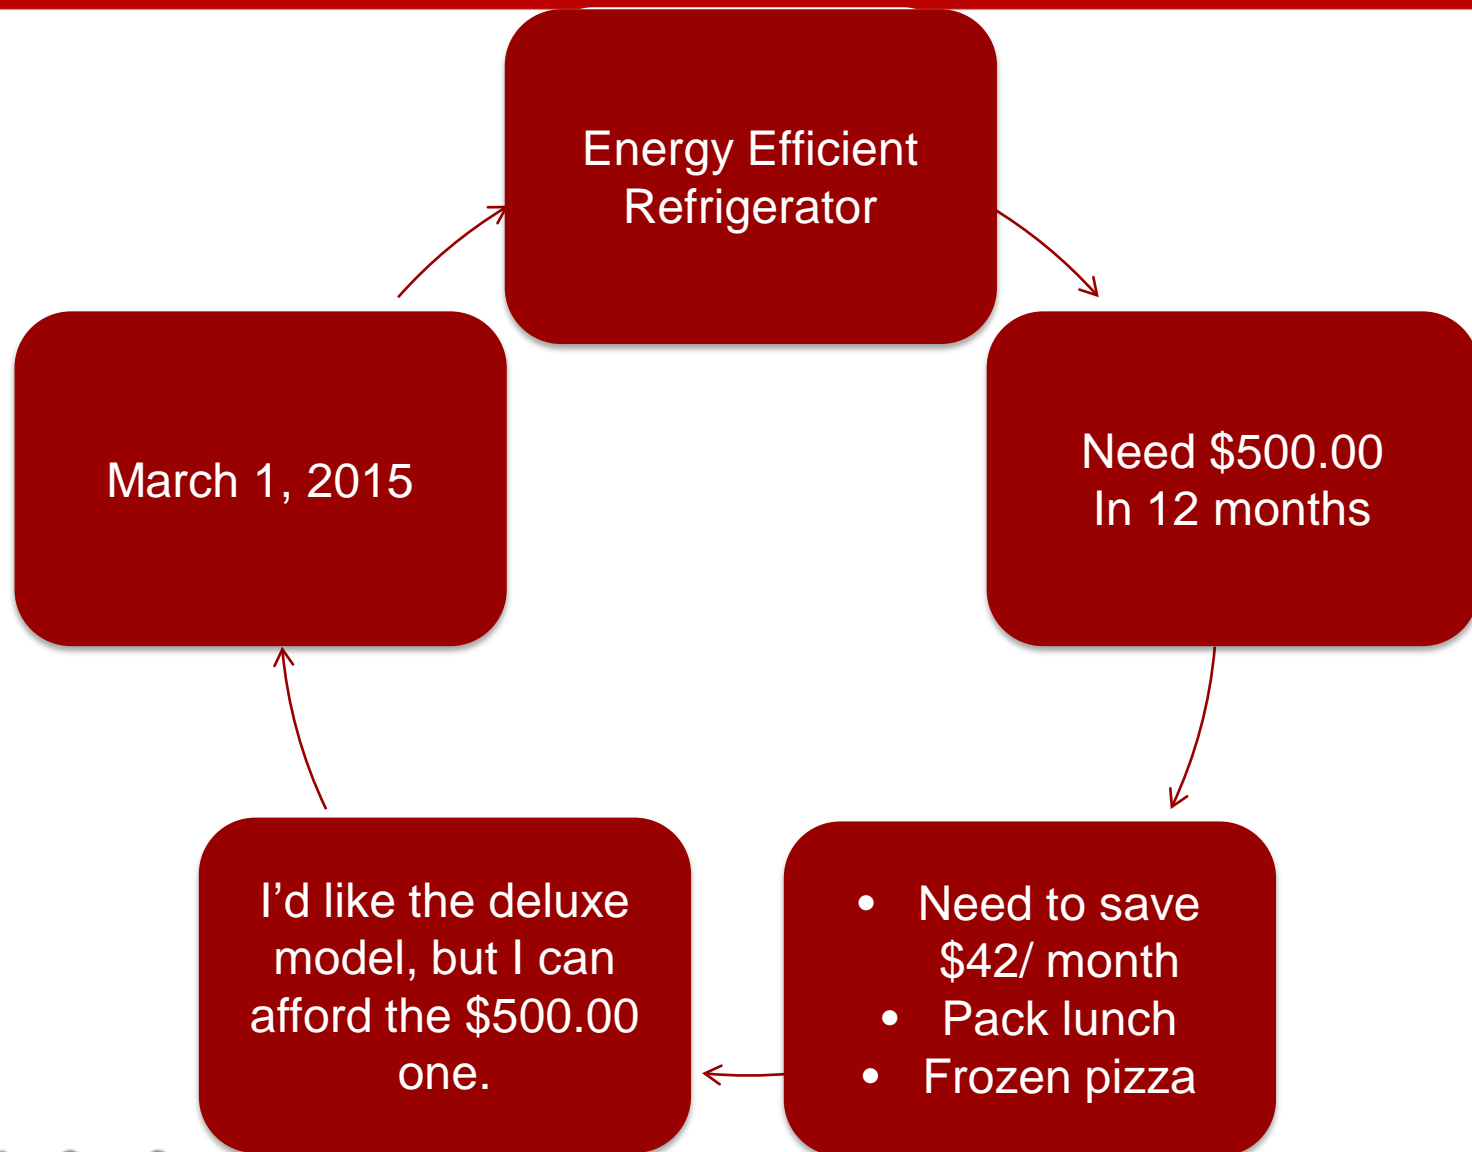 Energy Efficient
Refrigerator
Need $500.00
In 12 months
• Need to save
$42/ month
• Pack lunch
• Frozen pizza
I’d like the deluxe
model, but I can
afford the $500.00
one.
March 1, 2015